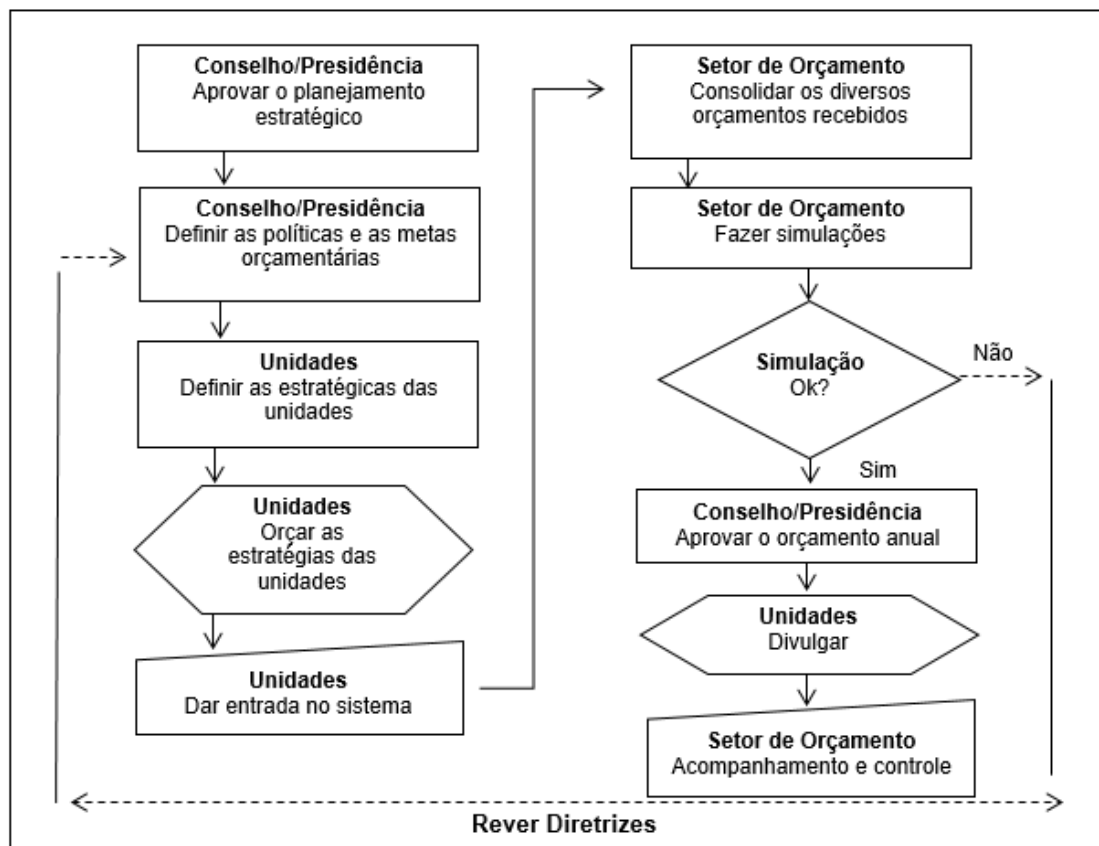 Conselho/Presidência
Aprovar o planejamento
estratégico
Conselho/Presidência
Definir as políticas e as metas
orçamentárias
Unidades
Definir as estratégicas das
unidades
Unidades
Orçar as
estratégias das
unidades
Unidades
Dar entrada no sistema
Setor de Orçamento
Consolidar os diversos
orçamentos recebidos
Setor de Orçamento
Fazer simulações
Simulação
Ok?
Não
Sim
Conselho/Presidência
Aprovar o orçamento anual
Unidades
Divulgar
Setor de Orçamento
Acompanhamento e controle
Rever Diretrizes